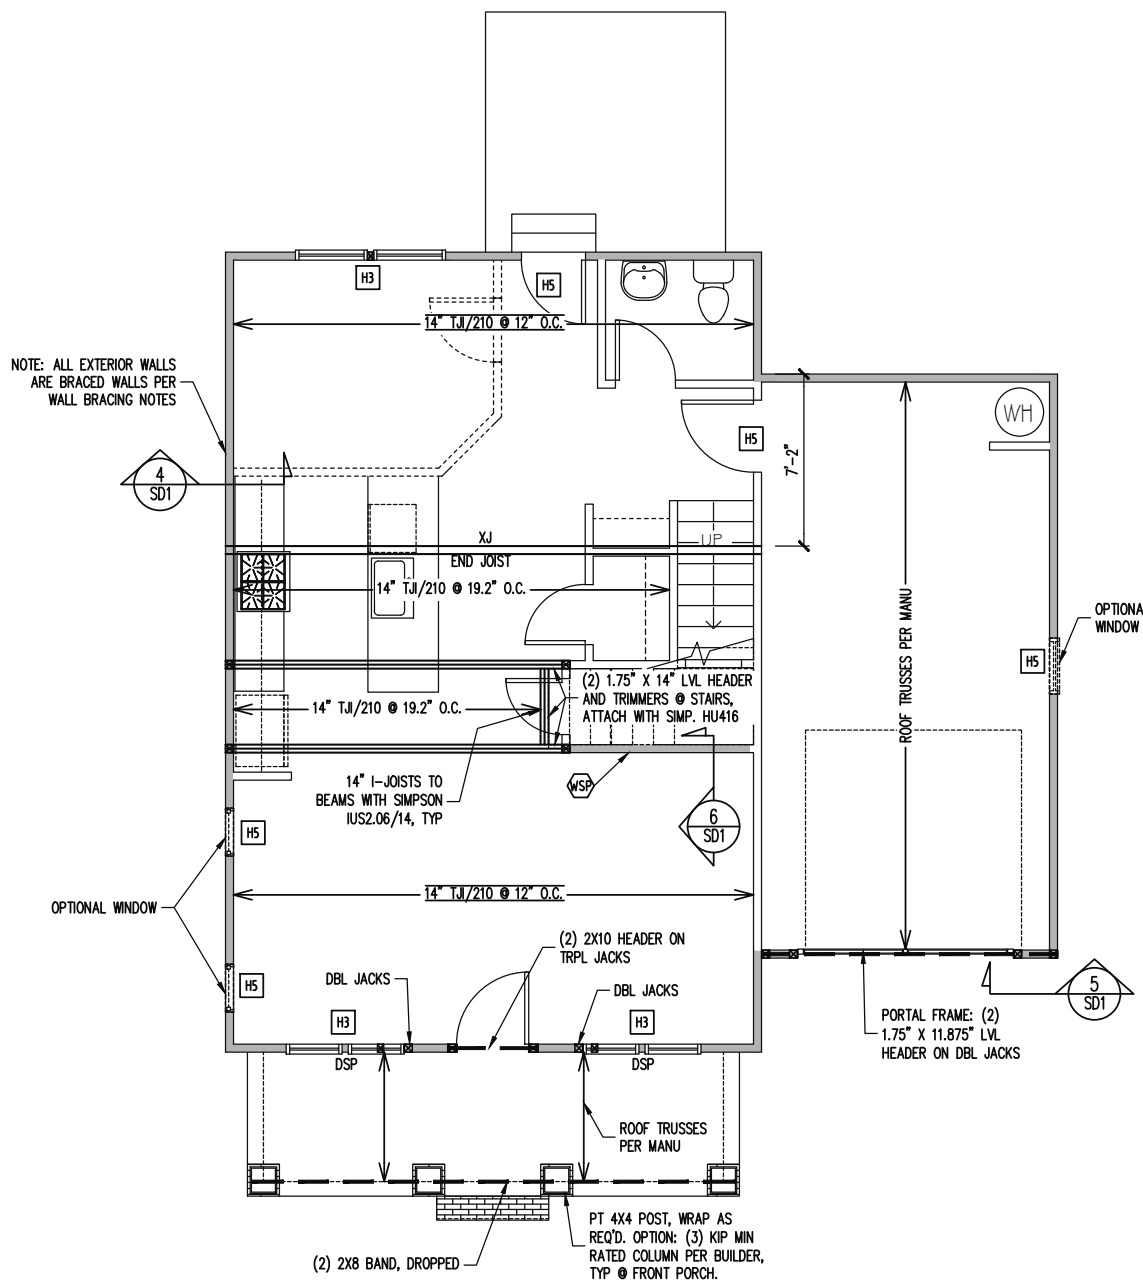 H3
H5
14" TJI/210 @ 12" O.C.
NOTE: ALL EXTERIOR WALLS
ARE BRACED WALLS PER
WALL BRACING NOTES
WH
H5
7'-2"
4
SD1
UP
XJ
END JOIST
14" TJI/210 @ 19.2" O.C.
ROOF TRUSSES PER MANU
OPTIONA
WINDOW
H5
(2) 1.75" X 14" LVL HEADER
AND TRIMMERS @ STAIRS,
ATTACH WITH SIMP. HU416
14" TJI/210 @ 19.2" O.C.
14" I-JOISTS TO
BEAMS WITH SIMPSON
IUS2.06/14, TYP
WSP
6
SD1
H5
14" TJI/210 @ 12" O.C.
OPTIONAL WINDOW
(2) 2X10 HEADER ON
TRPL JACKS
DBL JACKS
DBL JACKS
H5
5
SD1
H3
H3
PORTAL FRAME: (2)
1.75" X 11.875" LVL
HEADER ON DBL JACKS
DSP
DSP
ROOF TRUSSES
PER MANU
PT 4X4 POST, WRAP AS
REQ'D. OPTION: (3) KIP MIN
RATED COLUMN PER BUILDER,
TYP @ FRONT PORCH.
(2) 2X8 BAND, DROPPED